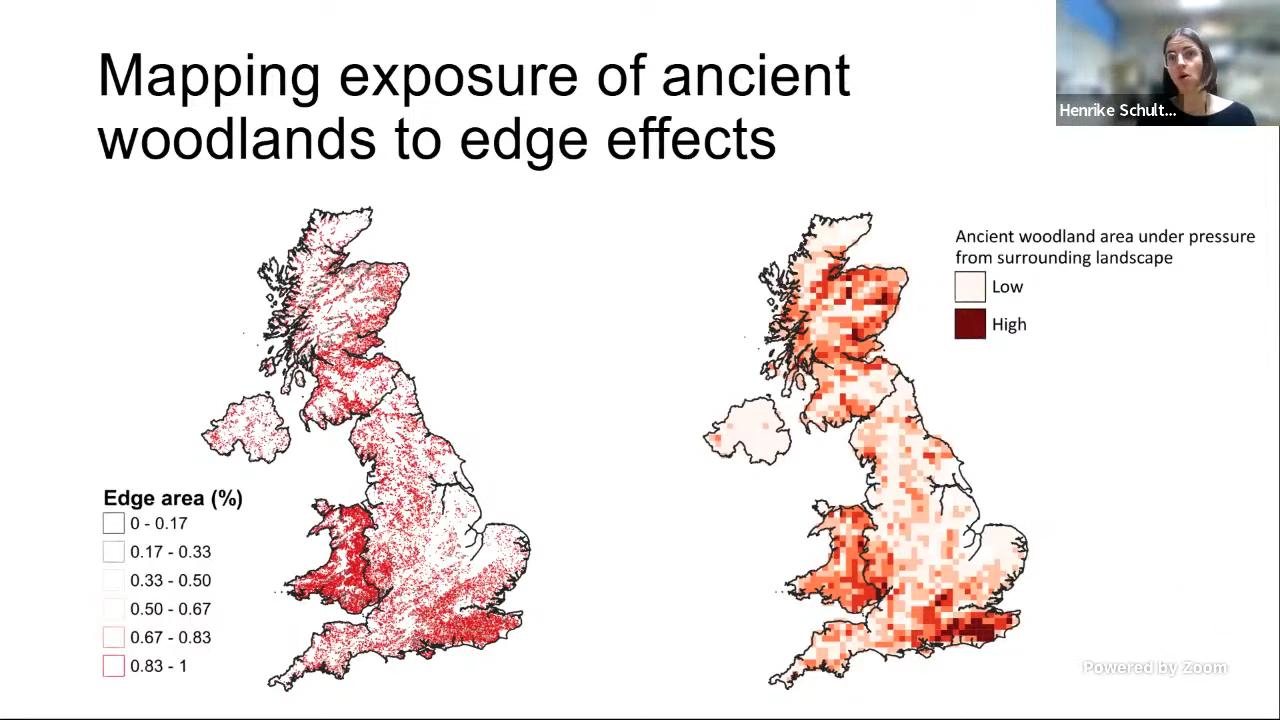 Mapping exposure of ancient
woodlands to edge effects
Henrike Schult...
Ancient woodland area under pressure
from surrounding landscape
Low
High
Edge area (%)
0 - 0.17
0.17 - 0.33
0.33 - 0.50
0.50 - 0.67
0.67 - 0.83
0.83 - 1
Powered by Zoom